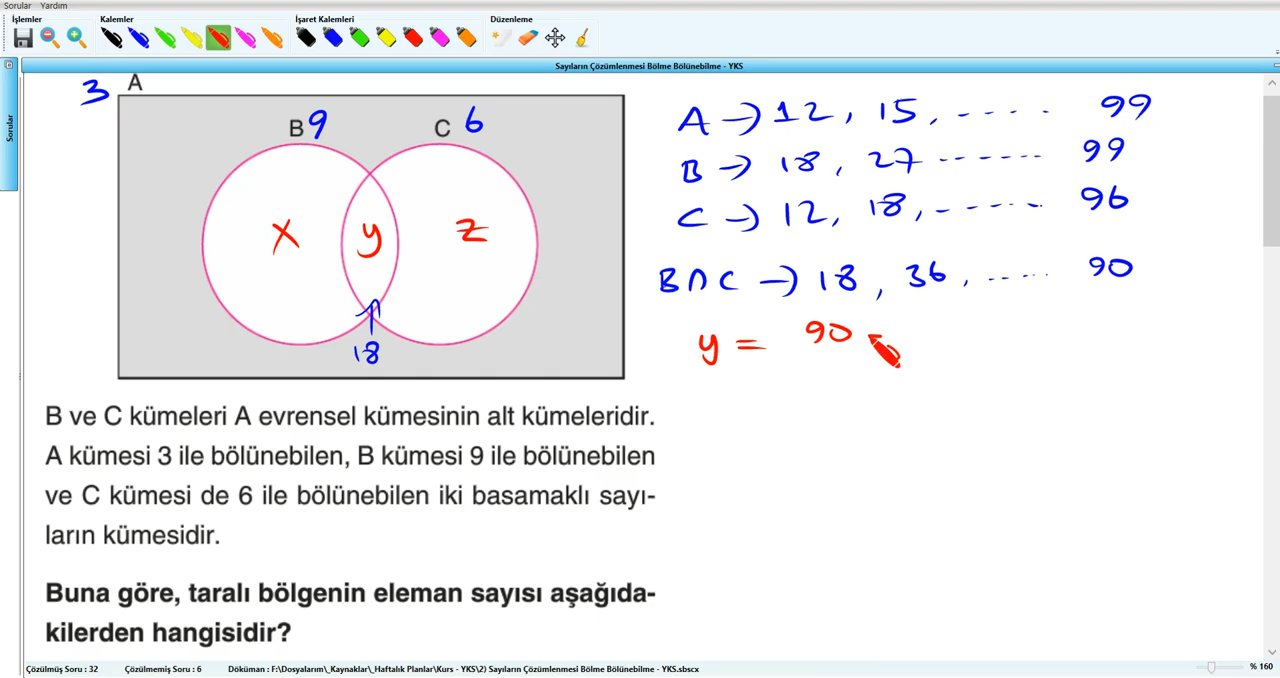 Sorular Yardım
İşlemler Kalemler İşaret Kalemleri Düzenleme
Sayıların Çözümlenmesi Bölme Bölünebilme - YKS
Sorular
3 A
B 9 C 6
x y z
18
A → 12, 15, ------ 99
B → 18, 27 ------- 99
C → 12, 18, ------- 96
B ∩ C → 18, 36, ------ 90
y = 90
B ve C kümeleri A evrensel kümesinin alt kümeleridir.
A kümesi 3 ile bölünebilen, B kümesi 9 ile bölünebilen
ve C kümesi de 6 ile bölünebilen iki basamaklı sayı-
ların kümesidir.
Buna göre, taralı bölgenin eleman sayısı aşağıda-
kilerden hangisidir?
Çözülmüş Soru : 32 Çözülmemiş Soru : 6 Döküman : F:\Dosyalarım\_Kaynaklar\_Haftalık Planlar\Kurs - YKS\2) Sayıların Çözümlenmesi Bölme Bölünebilme - YKS.sbscx % 160